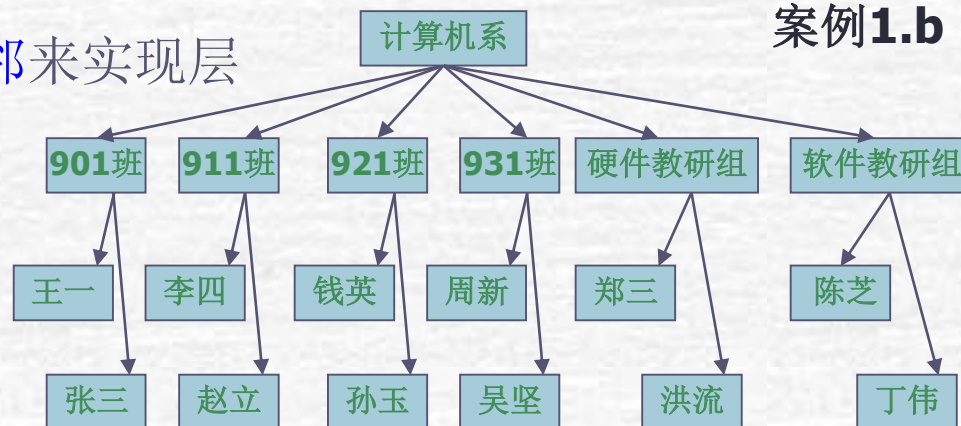 案例1.b
计算机系
来实现层
901班 911班 921班 931班 硬件教研组 软件教研组
王一 李四 钱英 周新 郑三 陈芝
张三 赵立 孙玉 吴坚 洪流 丁伟